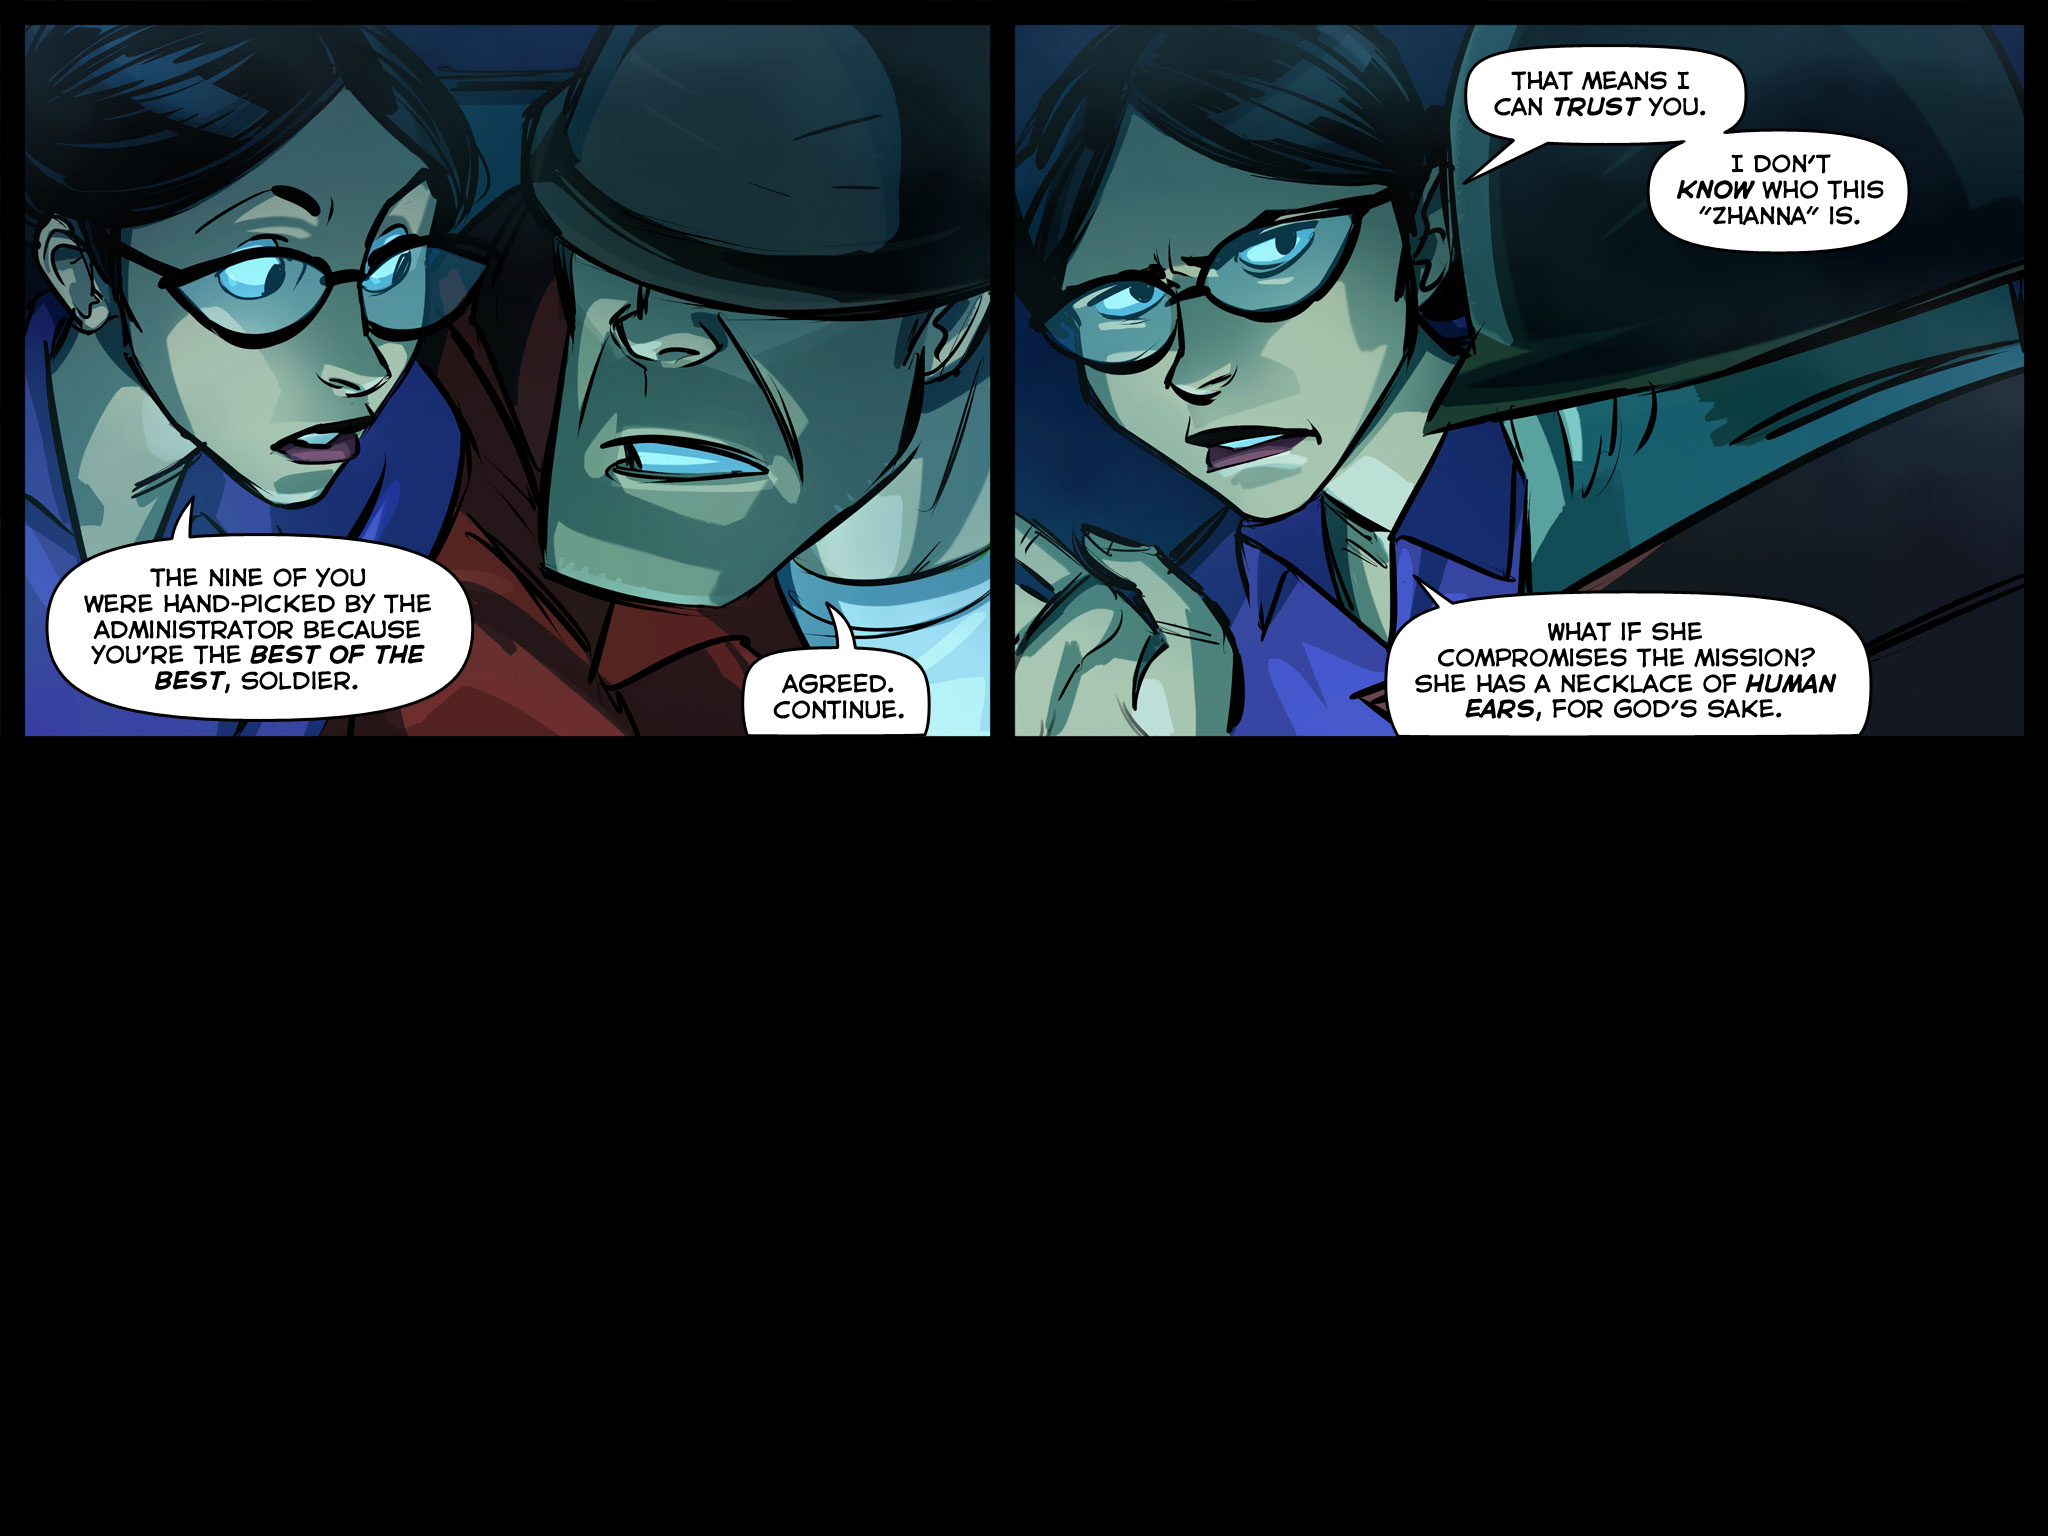 THE NINE OF YOU
WERE HAND-PICKED BY THE
ADMINISTRATOR BECAUSE
YOU'RE THE BEST OF THE
BEST, SOLDIER.
AGREED.
CONTINUE.
THAT MEANS I
CAN TRUST YOU.
I DON'T
KNOW WHO THIS
"ZHANNA" IS.
WHAT IF SHE
COMPROMISES THE MISSION?
SHE HAS A NECKLACE OF HUMAN
EARS, FOR GOD'S SAKE.